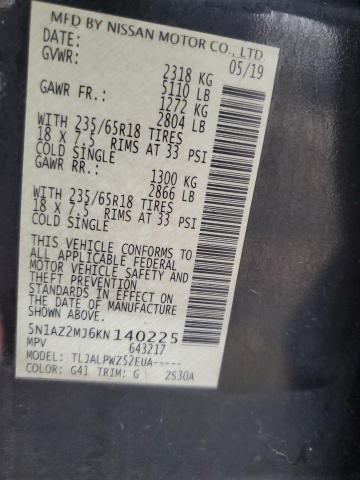 MFD BY NISSAN MOTOR CO., LTD.
DATE: 05/19
GVWR: 2318 KG
5110 LB
GAWR FR.: 1272 KG
2804 LB
WITH 235/65R18 TIRES
18 X 7.5 RIMS AT 33 PSI
COLD SINGLE
GAWR RR.: 1300 KG
2866 LB
WITH 235/65R18 TIRES
18 X 7.5 RIMS AT 33 PSI
COLD SINGLE
THIS VEHICLE CONFORMS TO
ALL APPLICABLE FEDERAL
MOTOR VEHICLE SAFETY AND
THEFT PREVENTION
STANDARDS IN EFFECT ON
THE DATE OF MANUFACTURE
SHOWN ABOVE.
5N1AZ2MJ6KN140225
MPV 643217
MODEL: TLJALPWZ52EUA-----
COLOR: G41 TRIM: G ZS30A